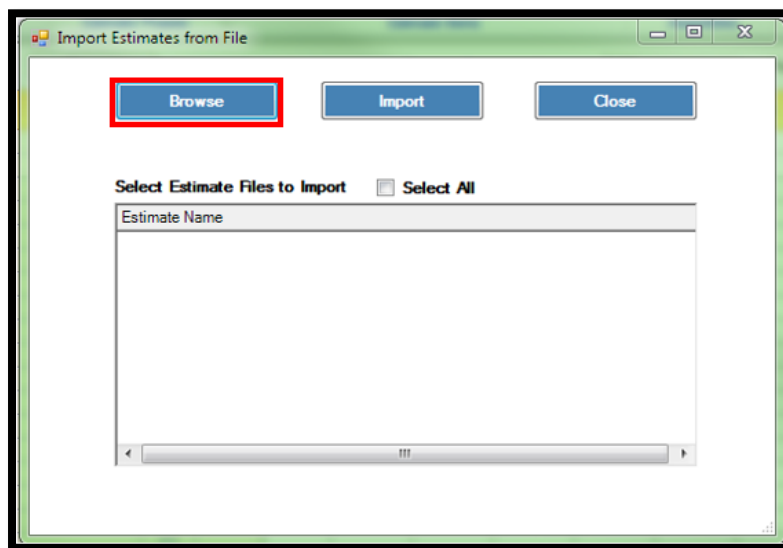 Import Estimates from File
Browse Import Close
Select Estimate Files to Import Select All
Estimate Name